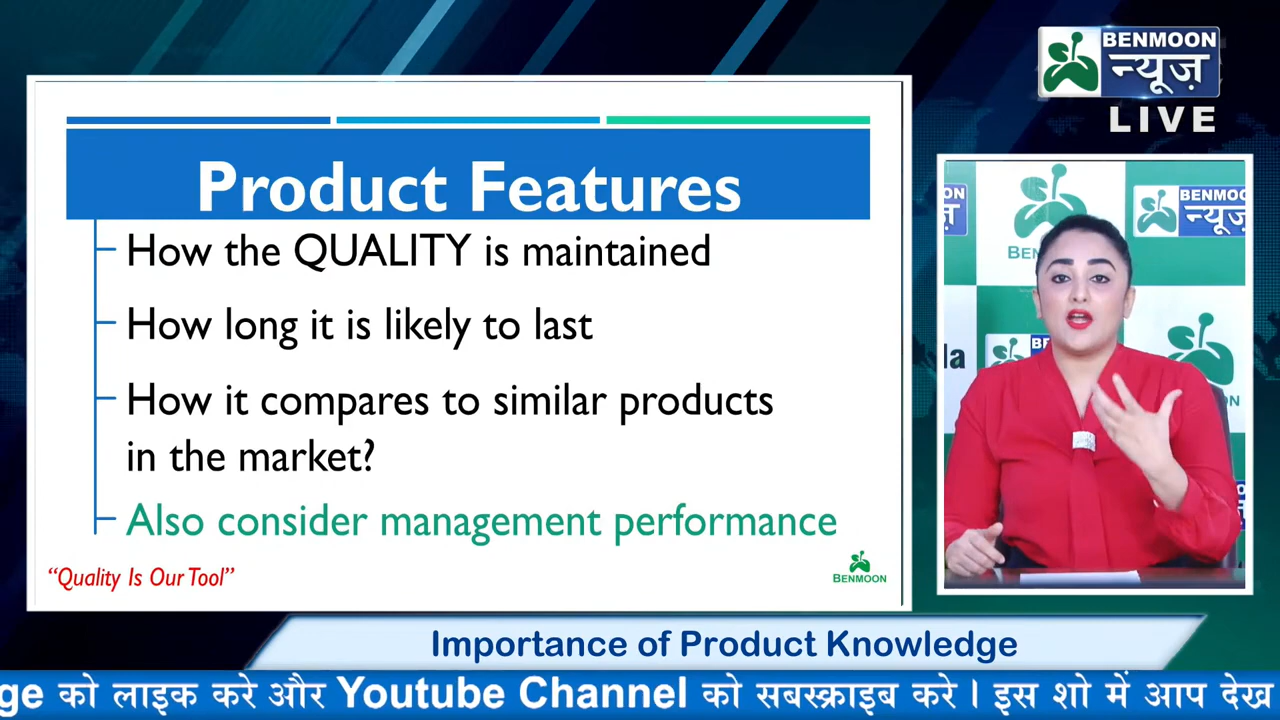 BENMOON
न्यूज़
LIVE
Product Features
How the QUALITY is maintained
How long it is likely to last
How it compares to similar products
in the market?
Also consider management performance
“Quality Is Our Tool”
BENMOON
BENMOON
न्यूज़
Importance of Product Knowledge
ge को लाइक करे और Youtube Channel को सबस्क्राइब करे । इस शो में आप देख